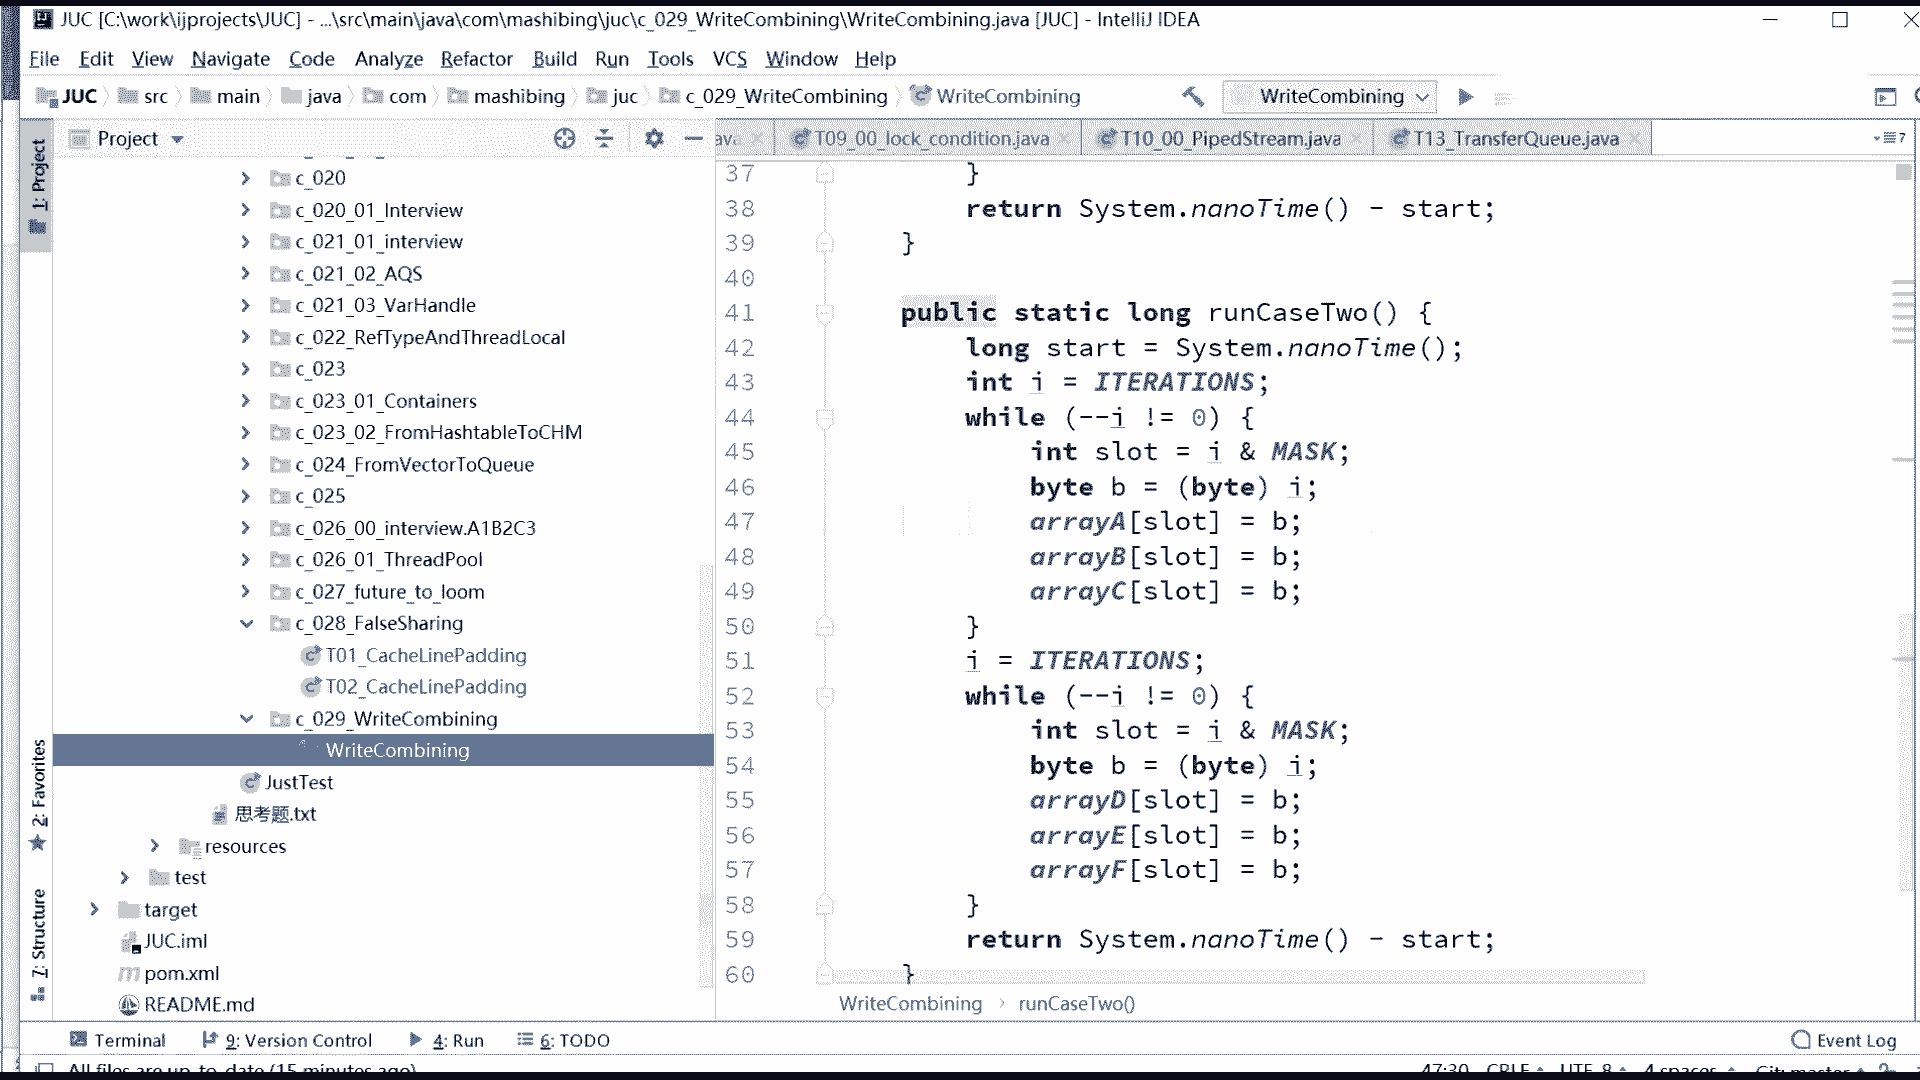 JUC [C:\work\ijprojects\JUC] - ...\src\main\java\com\mashibing\juc\c_029_WriteCombining\WriteCombining.java [JUC] - IntelliJ IDEA
File Edit View Navigate Code Analyze Refactor Build Run Tools VCS Window Help
JUC src main java com mashibing juc c_029_WriteCombining WriteCombining WriteCombining
Project
ava T09_00_lock_condition.java T10_00_PipedStream.java T13_TransferQueue.java 7
1: Project
2: Favorites
7: Structure
c_020
c_020_01_Interview
c_021_01_interview
c_021_02_AQS
c_021_03_VarHandle
c_022_RefTypeAndThreadLocal
c_023
c_023_01_Containers
c_023_02_FromHashtableToCHM
c_024_FromVectorToQueue
c_025
c_026_00_interview.A1B2C3
c_026_01_ThreadPool
c_027_future_to_loom
c_028_FalseSharing
T01_CacheLinePadding
T02_CacheLinePadding
c_029_WriteCombining
WriteCombining
JustTest
思考题.txt
resources
test
target
JUC.iml
pom.xml
README.md
37 }
38 return System.nanoTime() - start;
39 }
40
41 public static long runCaseTwo() {
42 long start = System.nanoTime();
43 int i = ITERATIONS;
44 while (--i != 0) {
45 int slot = i & MASK;
46 byte b = (byte) i;
47 arrayA[slot] = b;
48 arrayB[slot] = b;
49 arrayC[slot] = b;
50 }
51 i = ITERATIONS;
52 while (--i != 0) {
53 int slot = i & MASK;
54 byte b = (byte) i;
55 arrayD[slot] = b;
56 arrayE[slot] = b;
57 arrayF[slot] = b;
58 }
59 return System.nanoTime() - start;
60 }
WriteCombining › runCaseTwo()
Terminal 9: Version Control 4: Run 6: TODO Event Log
All files are up-to-date (15 minutes ago) 47:30 CRLF UTF-8 4 spaces Git: master